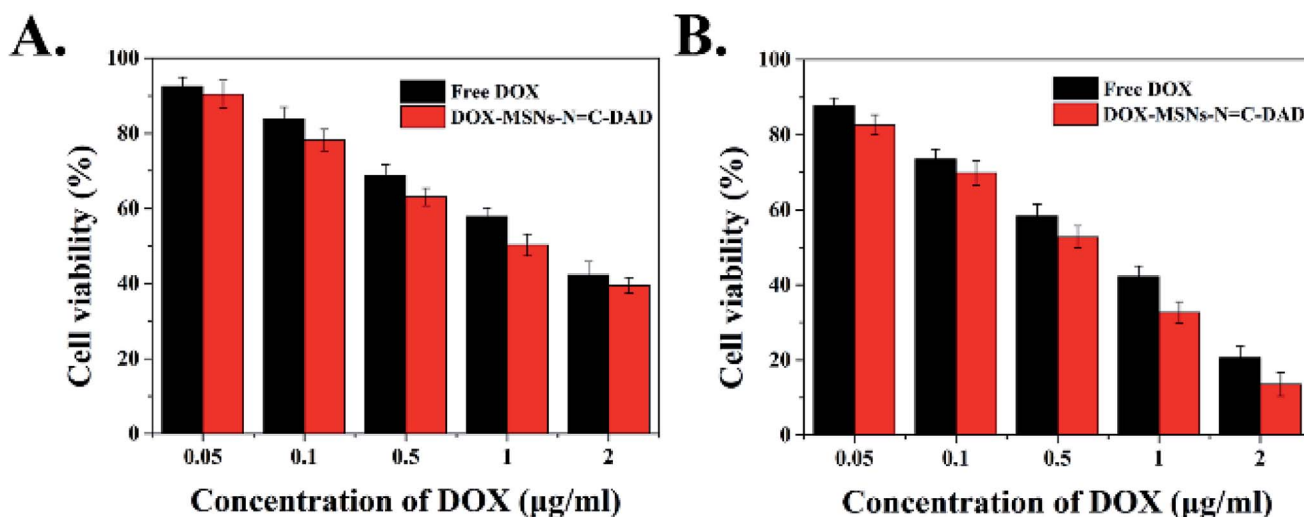 A.
Cell viability (%)
100
80
60
40
20
0
Free DOX
DOX-MSNs-N=C-DAD
0.05 0.1 0.5 1 2
Concentration of DOX (μg/ml)
B.
Cell viability (%)
100
80
60
40
20
0
Free DOX
DOX-MSNs-N=C-DAD
0.05 0.1 0.5 1 2
Concentration of DOX (μg/ml)